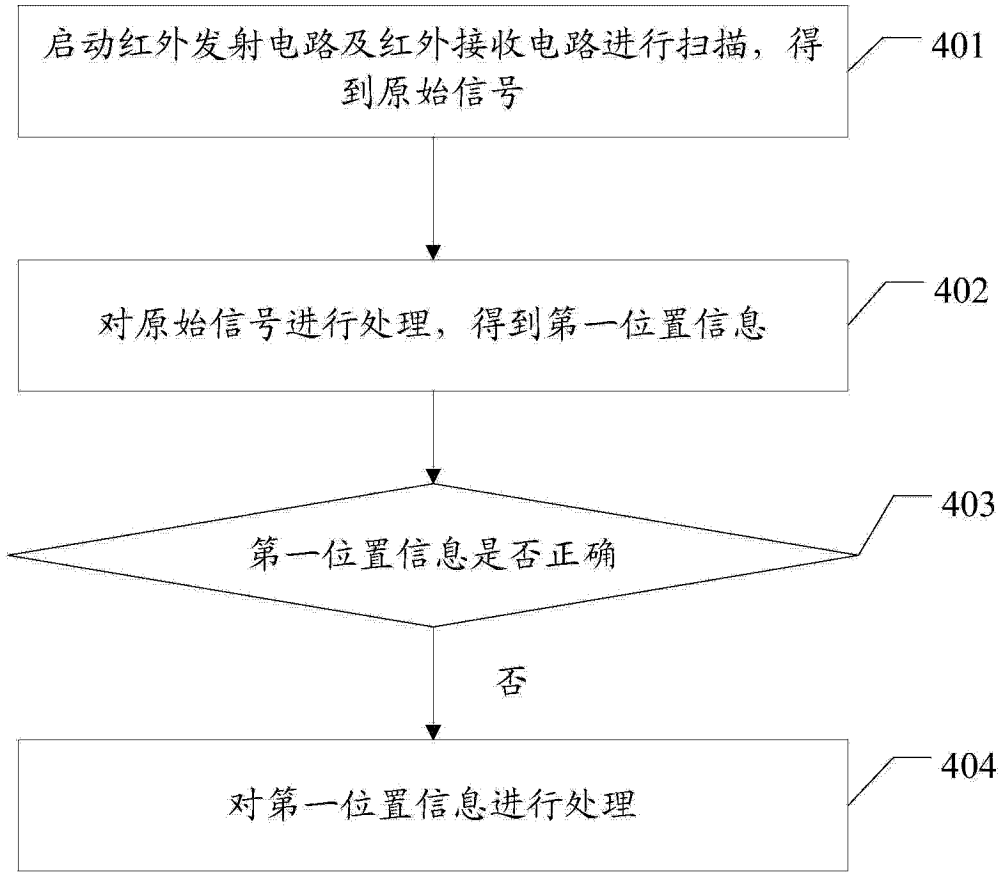 启动红外发射电路及红外接收电路进行扫描，得
到原始信号
401
对原始信号进行处理，得到第一位置信息
402
第一位置信息是否正确
403
否
对第一位置信息进行处理
404